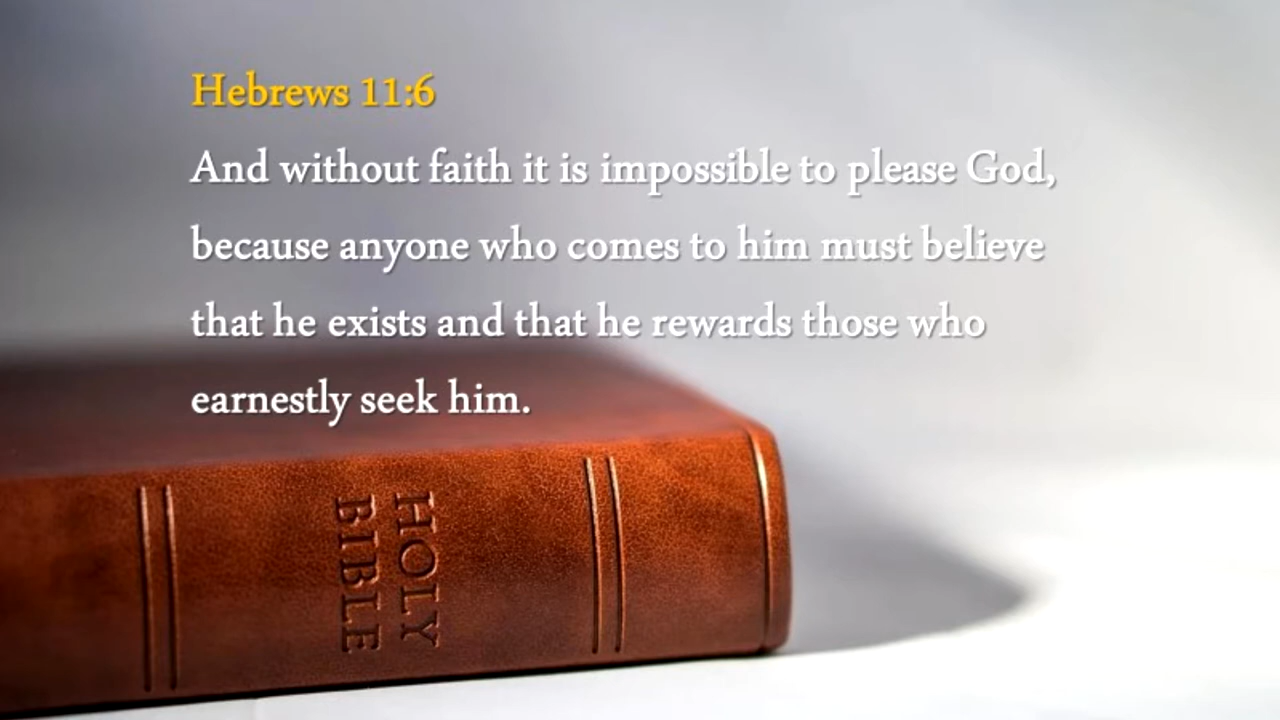 Hebrews 11:6
And without faith it is impossible to please God,
because anyone who comes to him must believe
that he exists and that he rewards those who
earnestly seek him.
HOLY
BIBLE